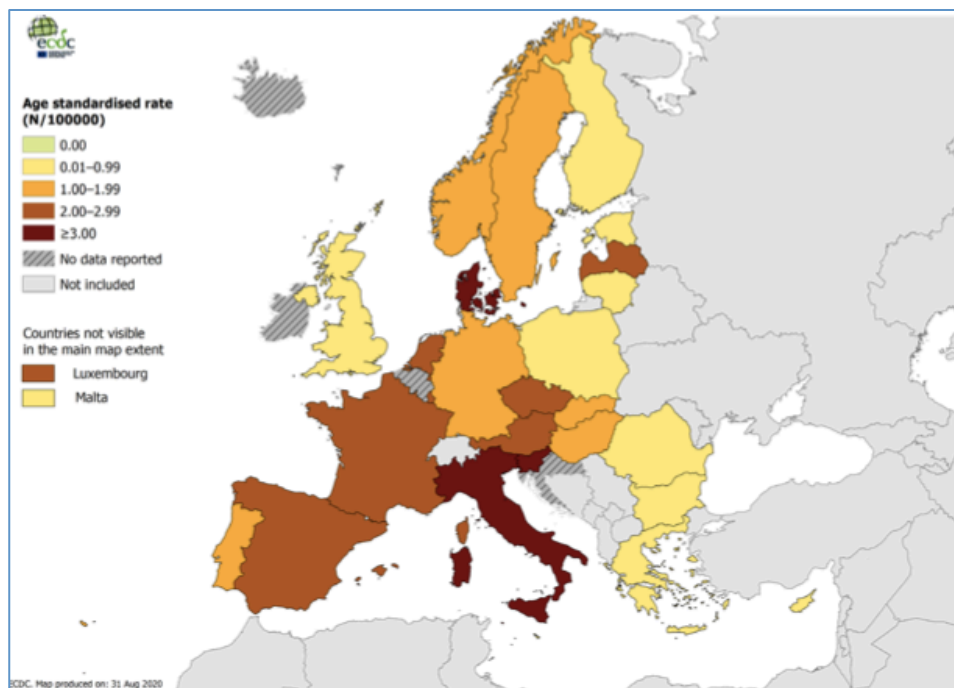 ecdc
Age standardised rate
(N/100000)
0.00
0.01–0.99
1.00–1.99
2.00–2.99
≥3.00
No data reported
Not included
Countries not visible
in the main map extent
Luxembourg
Malta
ECDC. Map produced on: 31 Aug 2020